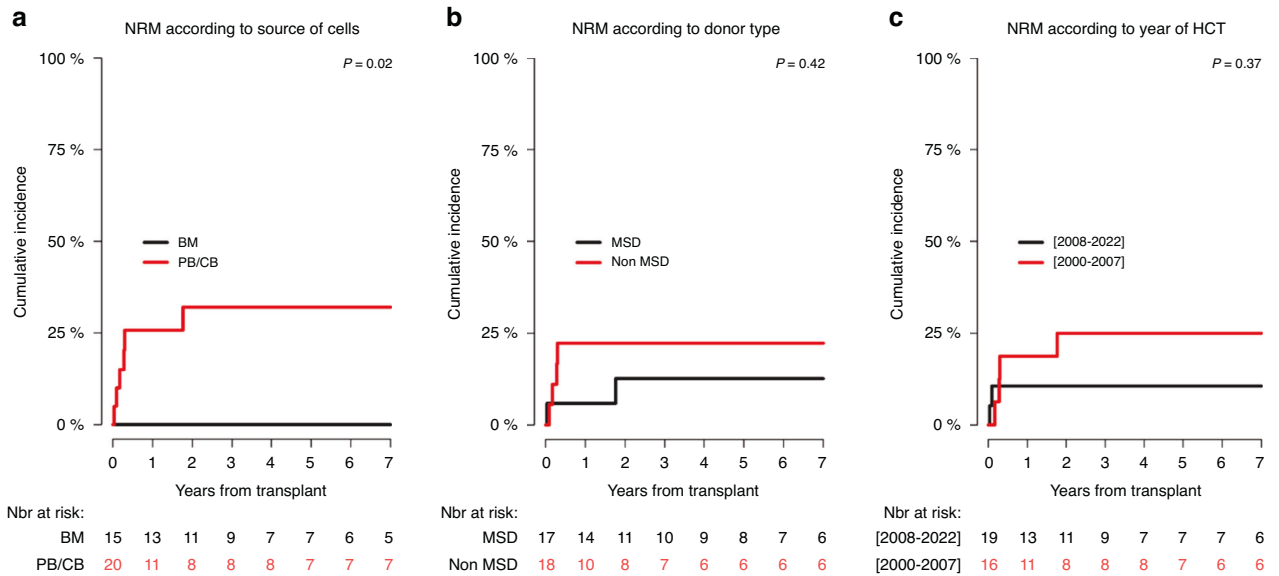 a
NRM according to source of cells
P = 0.02
100 %
75 %
50 %
25 %
0 %
Cumulative incidence
BM
PB/CB
0 1 2 3 4 5 6 7
Years from transplant
Nbr at risk:
BM 15 13 11 9 7 7 6 5
PB/CB 20 11 8 8 8 7 7 7
b
NRM according to donor type
P = 0.42
100 %
75 %
50 %
25 %
0 %
Cumulative incidence
MSD
Non MSD
0 1 2 3 4 5 6 7
Years from transplant
Nbr at risk:
MSD 17 14 11 10 9 8 7 6
Non MSD 18 10 8 7 6 6 6 6
c
NRM according to year of HCT
P = 0.37
100 %
75 %
50 %
25 %
0 %
Cumulative incidence
[2008-2022]
[2000-2007]
0 1 2 3 4 5 6 7
Years from transplant
Nbr at risk:
[2008-2022] 19 13 11 9 7 7 7 6
[2000-2007] 16 11 8 8 8 7 6 6